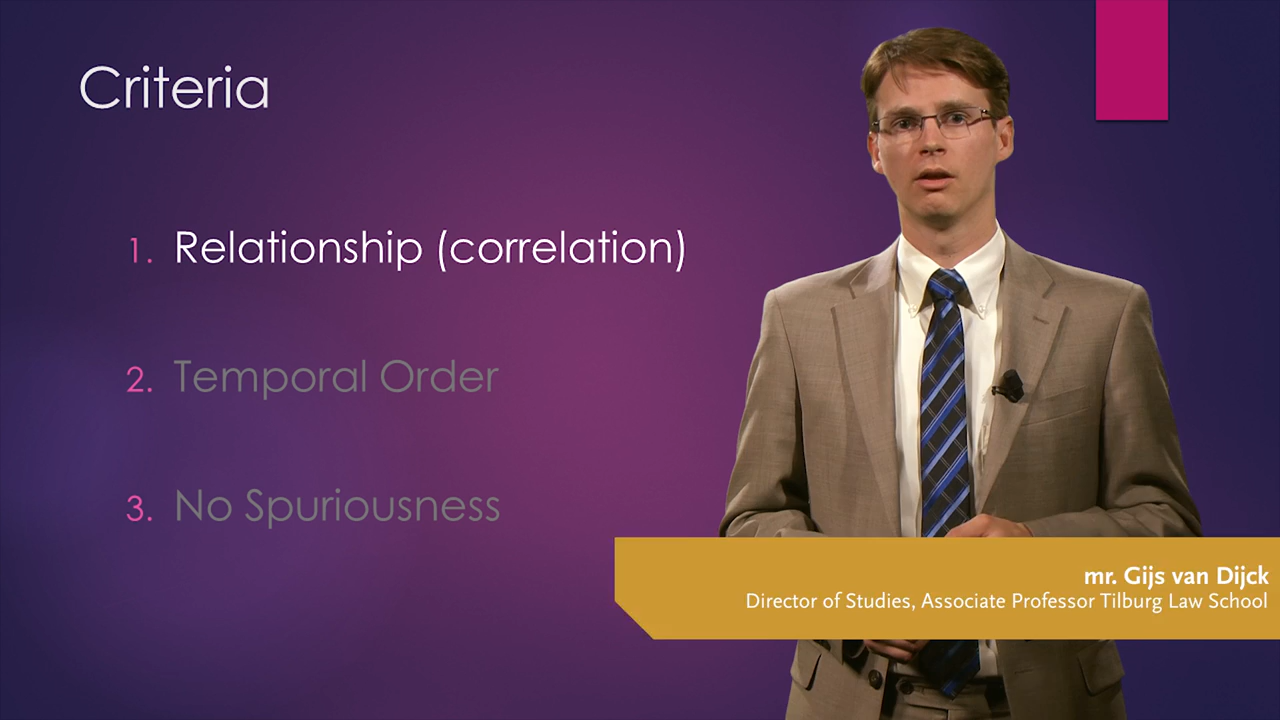 Criteria
1. Relationship (correlation)
2. Temporal Order
3. No Spuriousness
mr. Gijs van Dijck
Director of Studies, Associate Professor Tilburg Law School